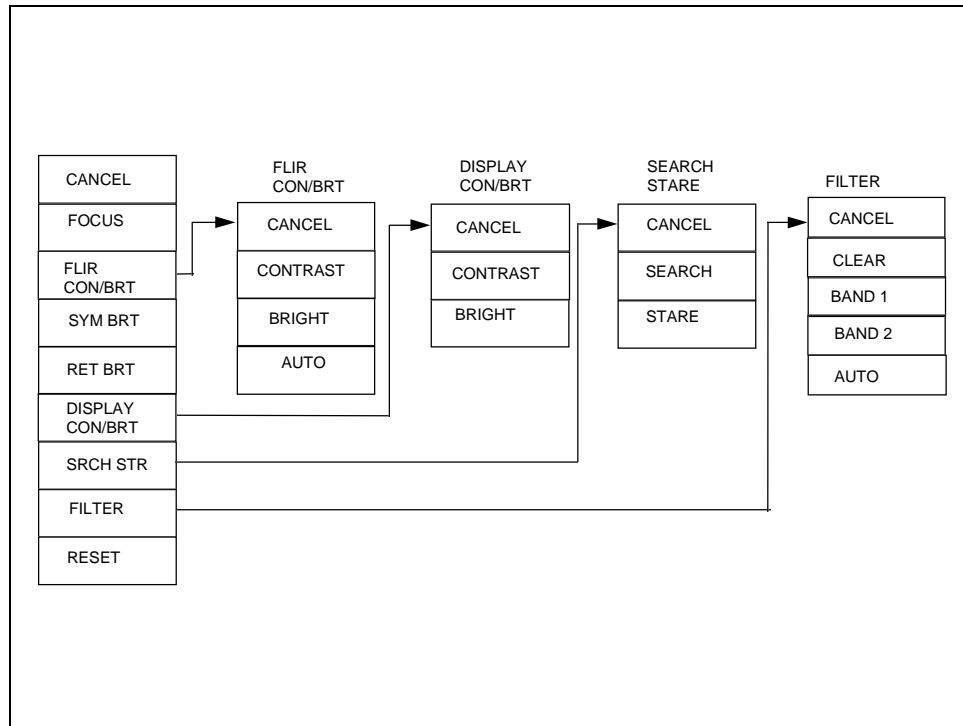 CANCEL
FOCUS
FLIR
CON/BRT
SYM BRT
RET BRT
DISPLAY
CON/BRT
SRCH STR
FILTER
RESET
FLIR
CON/BRT
CANCEL
CONTRAST
BRIGHT
AUTO
DISPLAY
CON/BRT
CANCEL
CONTRAST
BRIGHT
SEARCH
STARE
CANCEL
SEARCH
STARE
FILTER
CANCEL
CLEAR
BAND 1
BAND 2
AUTO